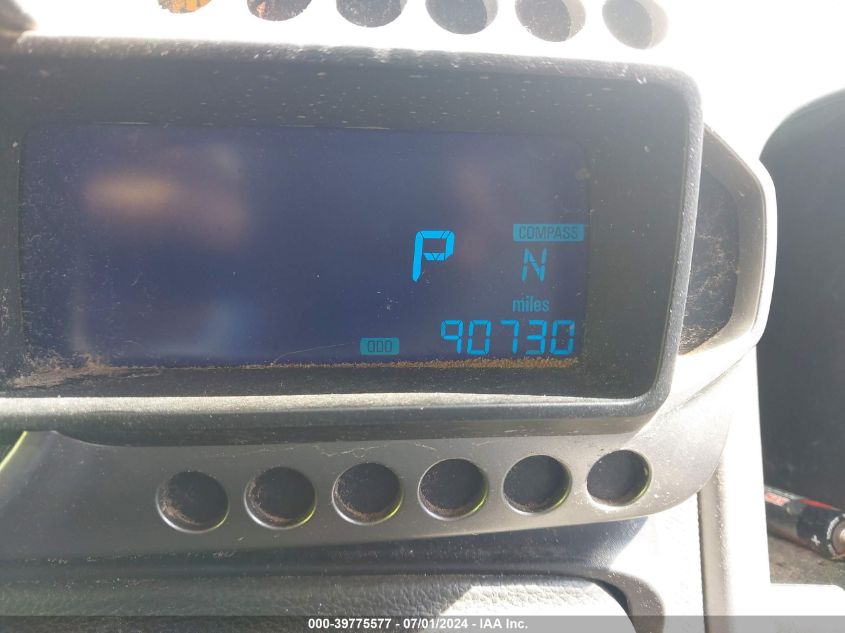 P
COMPASS
N
miles
ODO 90730
000-39775577 - 07/01/2024 - IAA Inc.